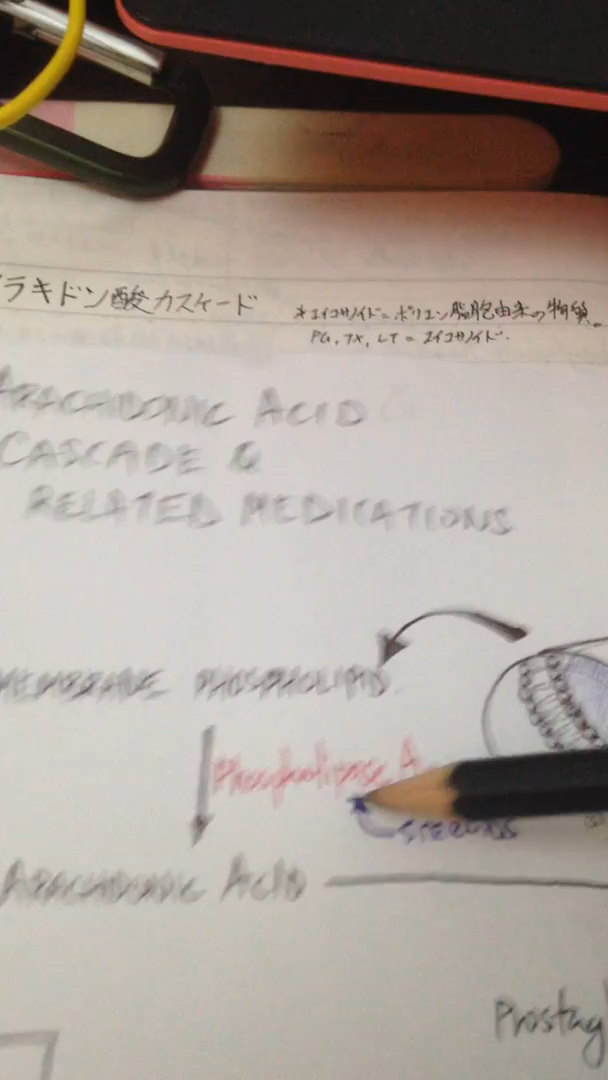 ラキドン酸カスケード
*エイコサノイド=ポリエン脂肪由来の物質。
PG, TX, LT = エイコサノイド.
ARACHIDONIC ACID
CASCADE &
RELATED MEDICATIONS
MEMBRANE PHOSPHOLIPID
Phospholipase A
STEROIDS
ARACHIDONIC ACID
Prostag